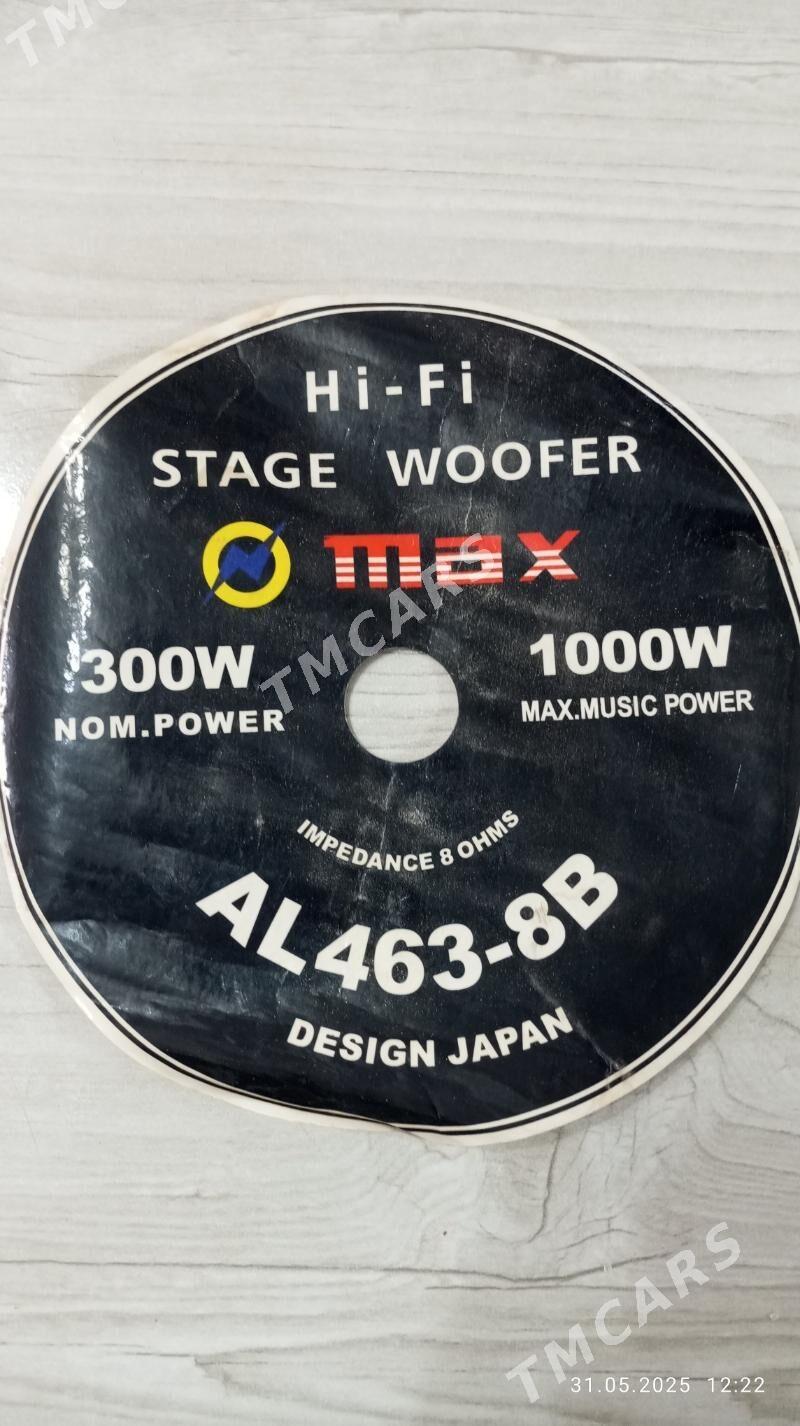 TMCARS
Hi-Fi
STAGE WOOFER
max
300W
NOM.POWER
1000W
MAX.MUSIC POWER
TMCARS
IMPEDANCE 8 OHMS
AL463-8B
DESIGN JAPAN
TMCARS
31.05.2025 12:22